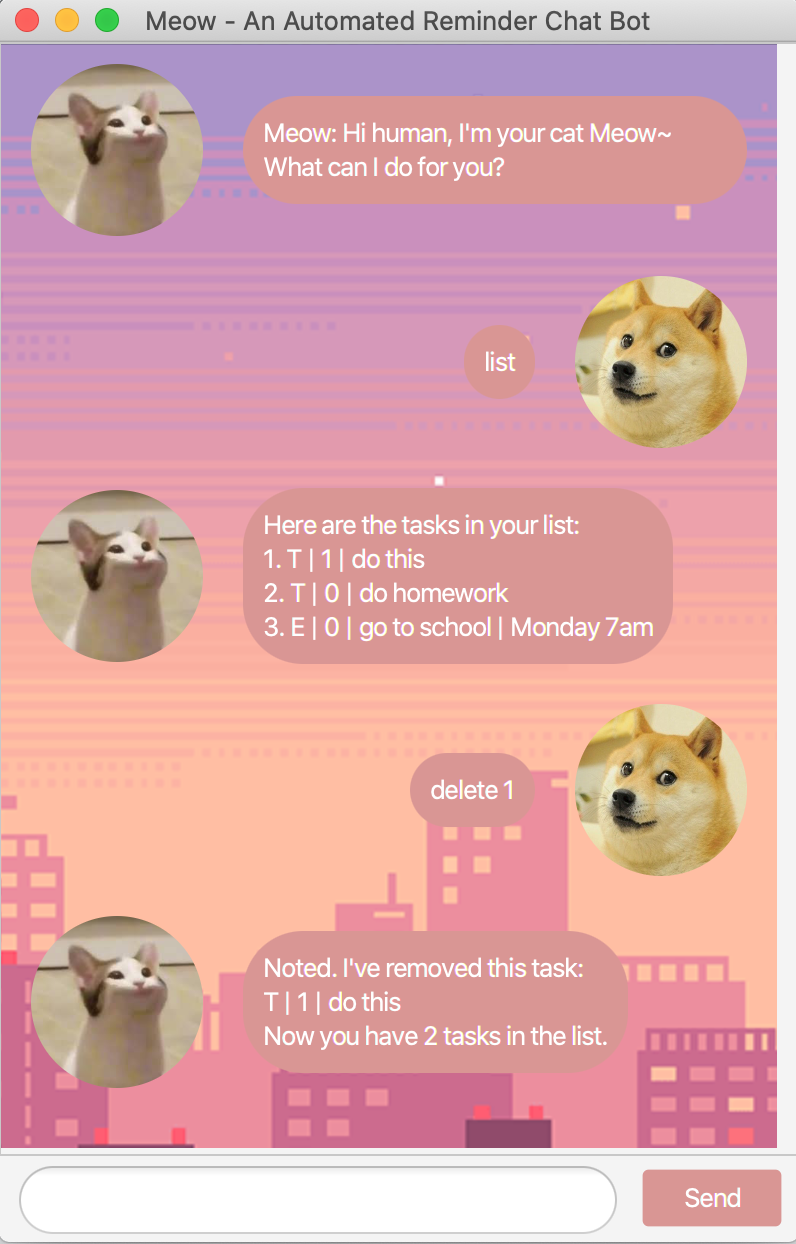 Meow - An Automated Reminder Chat Bot
Meow: Hi human, I'm your cat Meow~
What can I do for you?
list
Here are the tasks in your list:
1. T | 1 | do this
2. T | 0 | do homework
3. E | 0 | go to school | Monday 7am
delete 1
Noted. I've removed this task:
T | 1 | do this
Now you have 2 tasks in the list.
Send